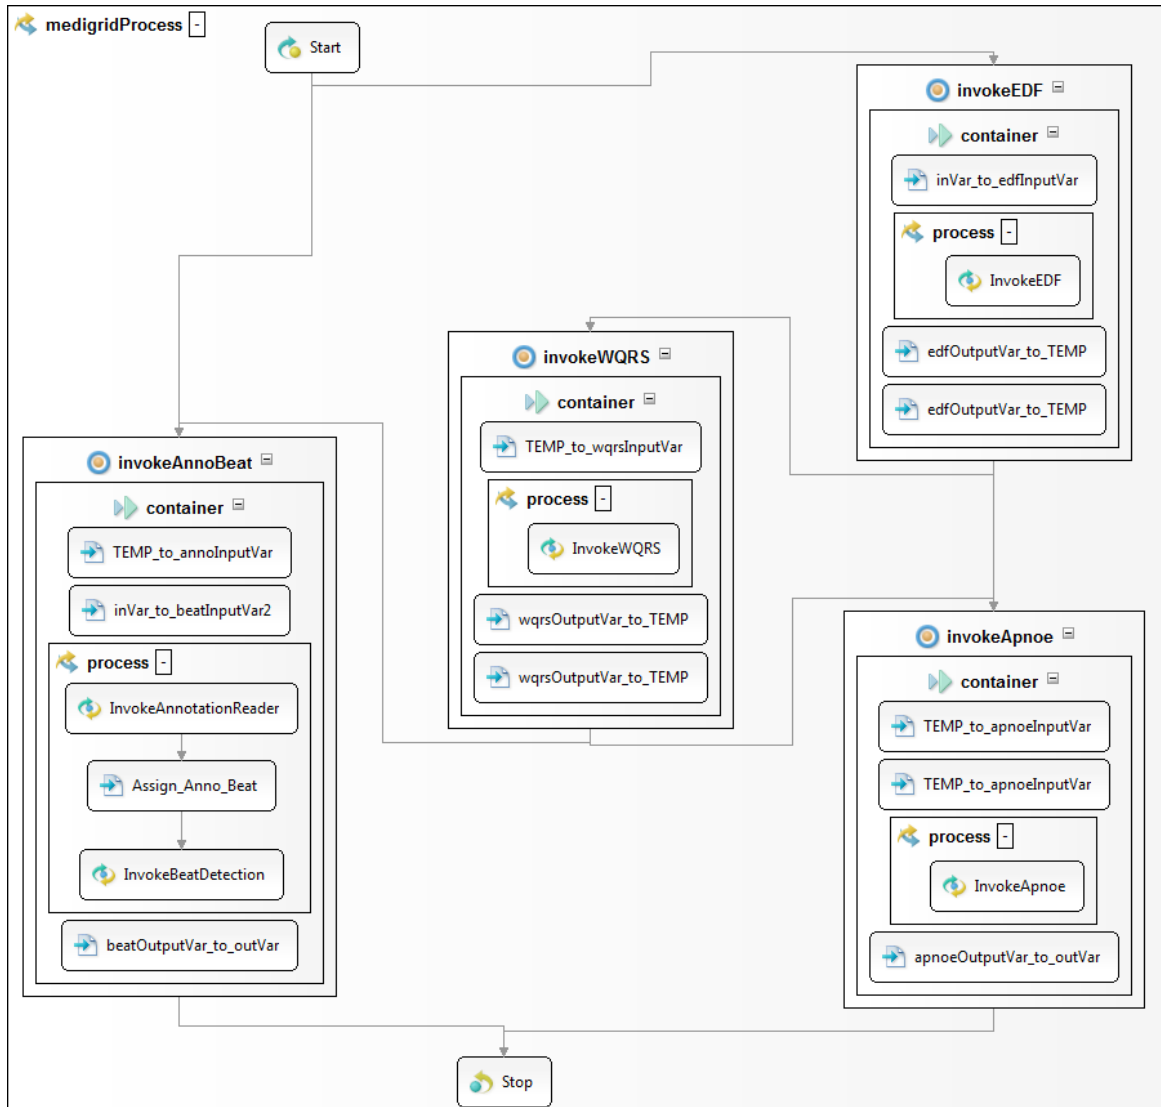 medigridProcess -
Start
invokeEDF
container
inVar_to_edfInputVar
process -
InvokeEDF
edfOutputVar_to_TEMP
edfOutputVar_to_TEMP
invokeWQRS
container
TEMP_to_wqrsInputVar
process -
InvokeWQRS
wqrsOutputVar_to_TEMP
wqrsOutputVar_to_TEMP
invokeAnnoBeat
container
TEMP_to_annoInputVar
inVar_to_beatInputVar2
process -
InvokeAnnotationReader
Assign_Anno_Beat
InvokeBeatDetection
beatOutputVar_to_outVar
invokeApnoe
container
TEMP_to_apnoeInputVar
TEMP_to_apnoeInputVar
process -
InvokeApnoe
apnoeOutputVar_to_outVar
Stop